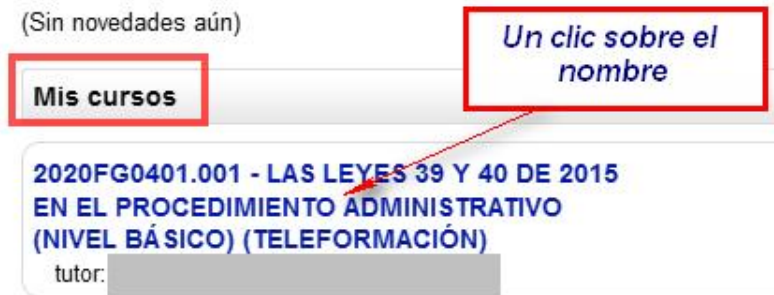 (Sin novedades aún)
Un clic sobre el
nombre
Mis cursos
2020FG0401.001 - LAS LEYES 39 Y 40 DE 2015
EN EL PROCEDIMIENTO ADMINISTRATIVO
(NIVEL BÁSICO) (TELEFORMACIÓN)
tutor: